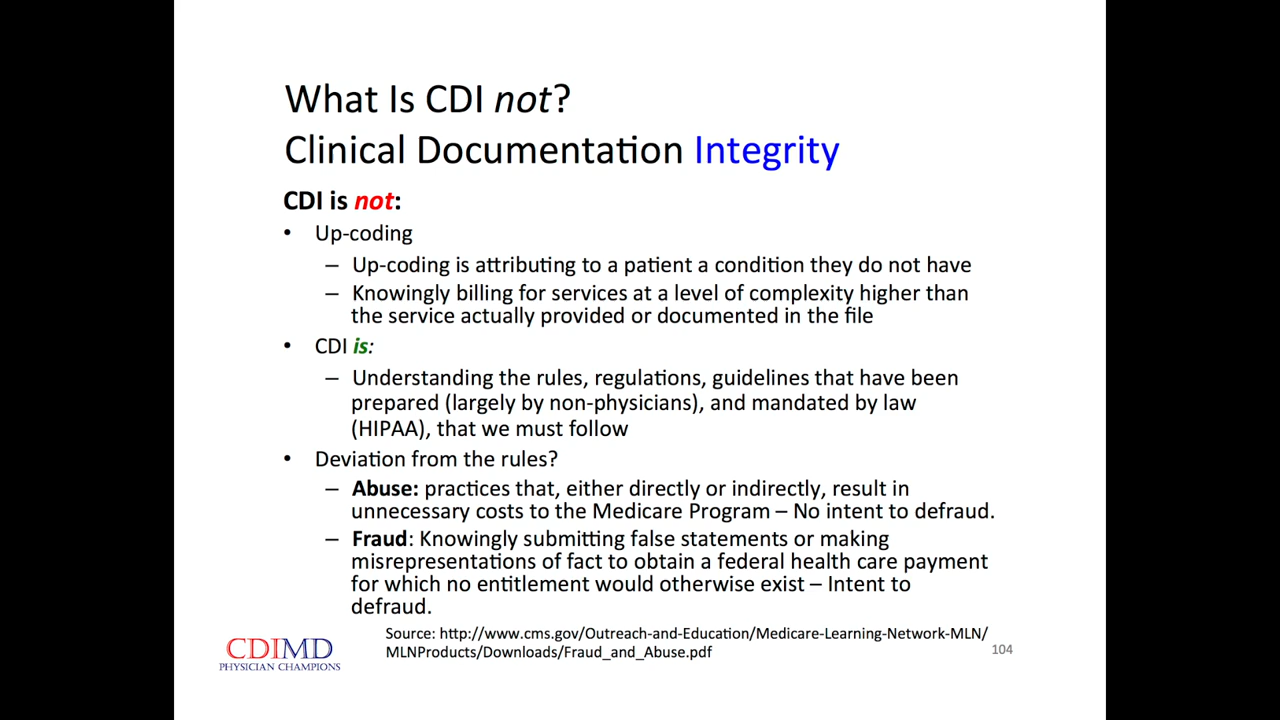 What Is CDI not?
Clinical Documentation Integrity
CDI is not:
• Up-coding
– Up-coding is attributing to a patient a condition they do not have
– Knowingly billing for services at a level of complexity higher than
the service actually provided or documented in the file
• CDI is:
– Understanding the rules, regulations, guidelines that have been
prepared (largely by non-physicians), and mandated by law
(HIPAA), that we must follow
• Deviation from the rules?
– Abuse: practices that, either directly or indirectly, result in
unnecessary costs to the Medicare Program – No intent to defraud.
– Fraud: Knowingly submitting false statements or making
misrepresentations of fact to obtain a federal health care payment
for which no entitlement would otherwise exist – Intent to
defraud.
Source: http://www.cms.gov/Outreach-and-Education/Medicare-Learning-Network-MLN/
MLNProducts/Downloads/Fraud_and_Abuse.pdf
CDIMD
PHYSICIAN CHAMPIONS
104